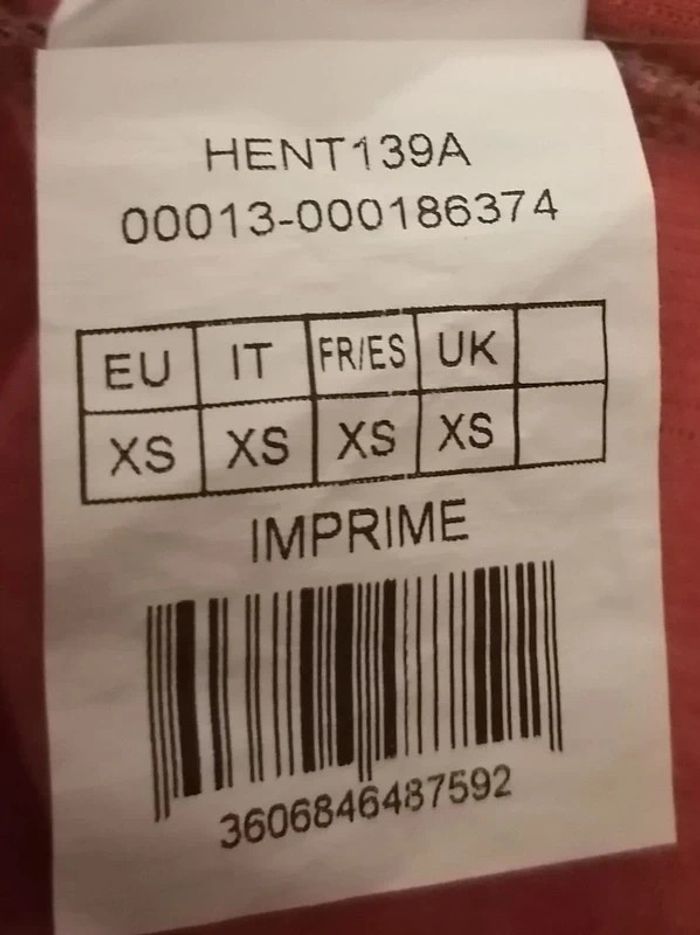 HENT139A
00013-000186374
EU IT FR/ES UK
XS XS XS XS
IMPRIME
3606846487592